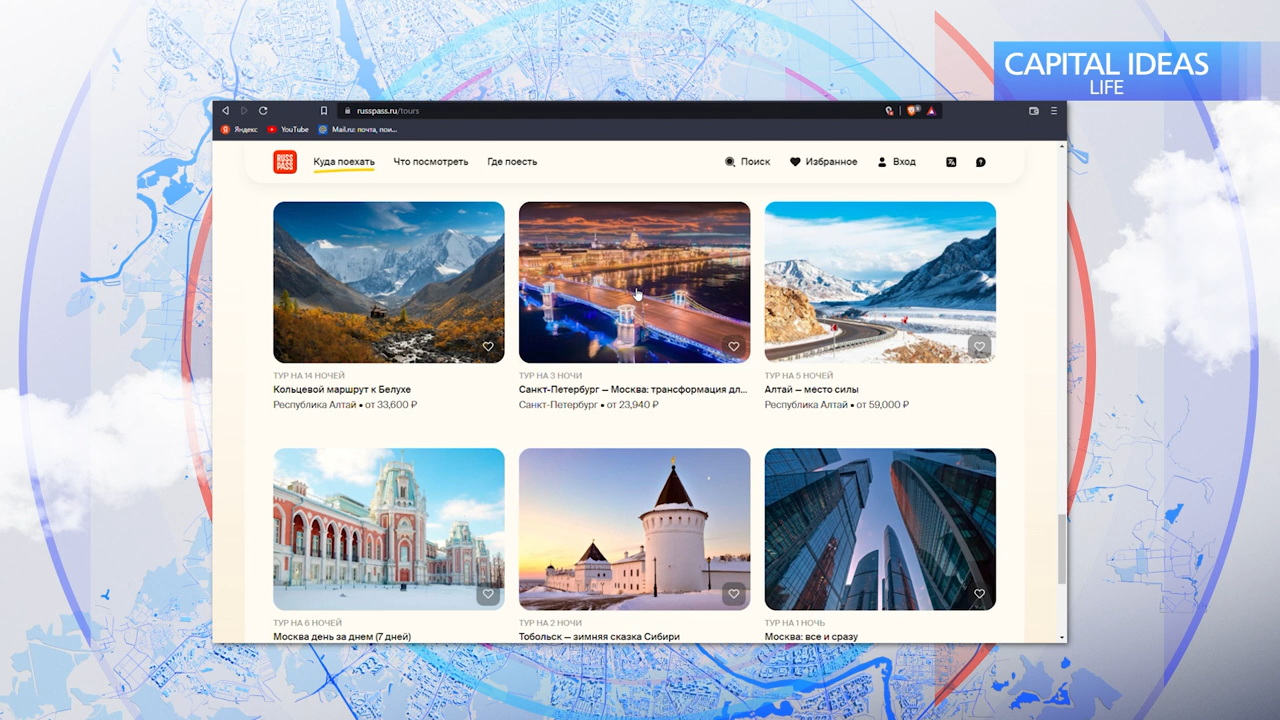 CAPITAL IDEAS
LIFE
russpass.ru/tours
Яндекс
YouTube
Mail.ru: почта, пои...
RUSS
PASS
Куда поехать
Что посмотреть
Где поесть
Поиск
Избранное
Вход
ТУР НА 14 НОЧЕЙ
Кольцевой маршрут к Белухе
Республика Алтай • от 33,600 ₽
ТУР НА 3 НОЧИ
Санкт-Петербург — Москва: трансформация дл...
Санкт-Петербург • от 23,940 ₽
ТУР НА 5 НОЧЕЙ
Алтай — место силы
Республика Алтай • от 59,000 ₽
ТУР НА 6 НОЧЕЙ
Москва день за днем (7 дней)
ТУР НА 2 НОЧИ
Тобольск — зимняя сказка Сибири
ТУР НА 1 НОЧЬ
Москва: все и сразу